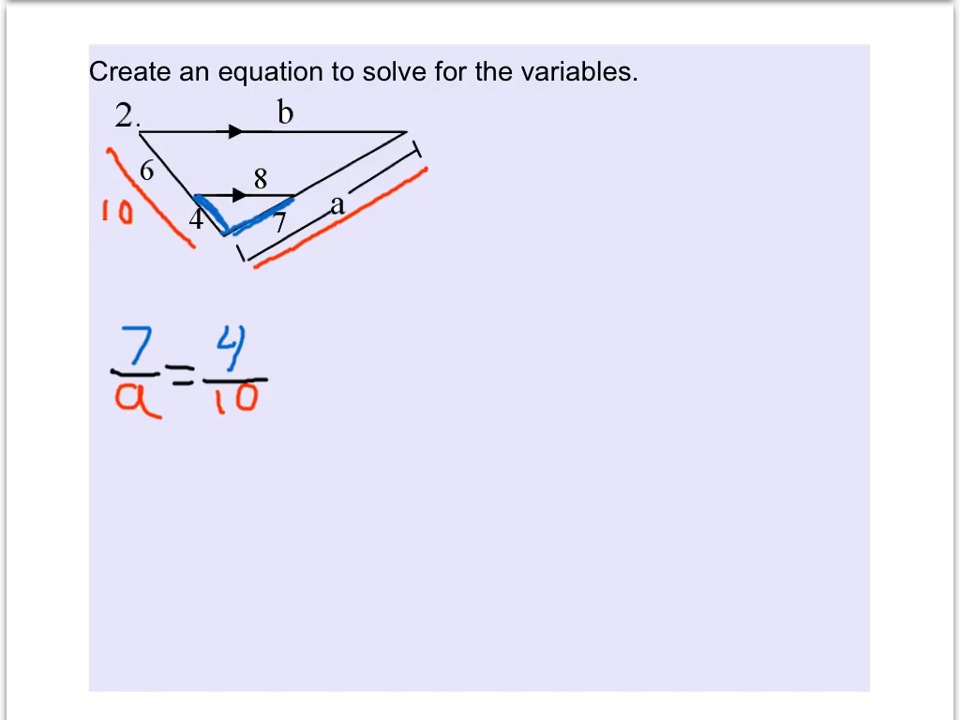 Create an equation to solve for the variables.
2. b
6 8
10 4 7 a
7/a = 4/10